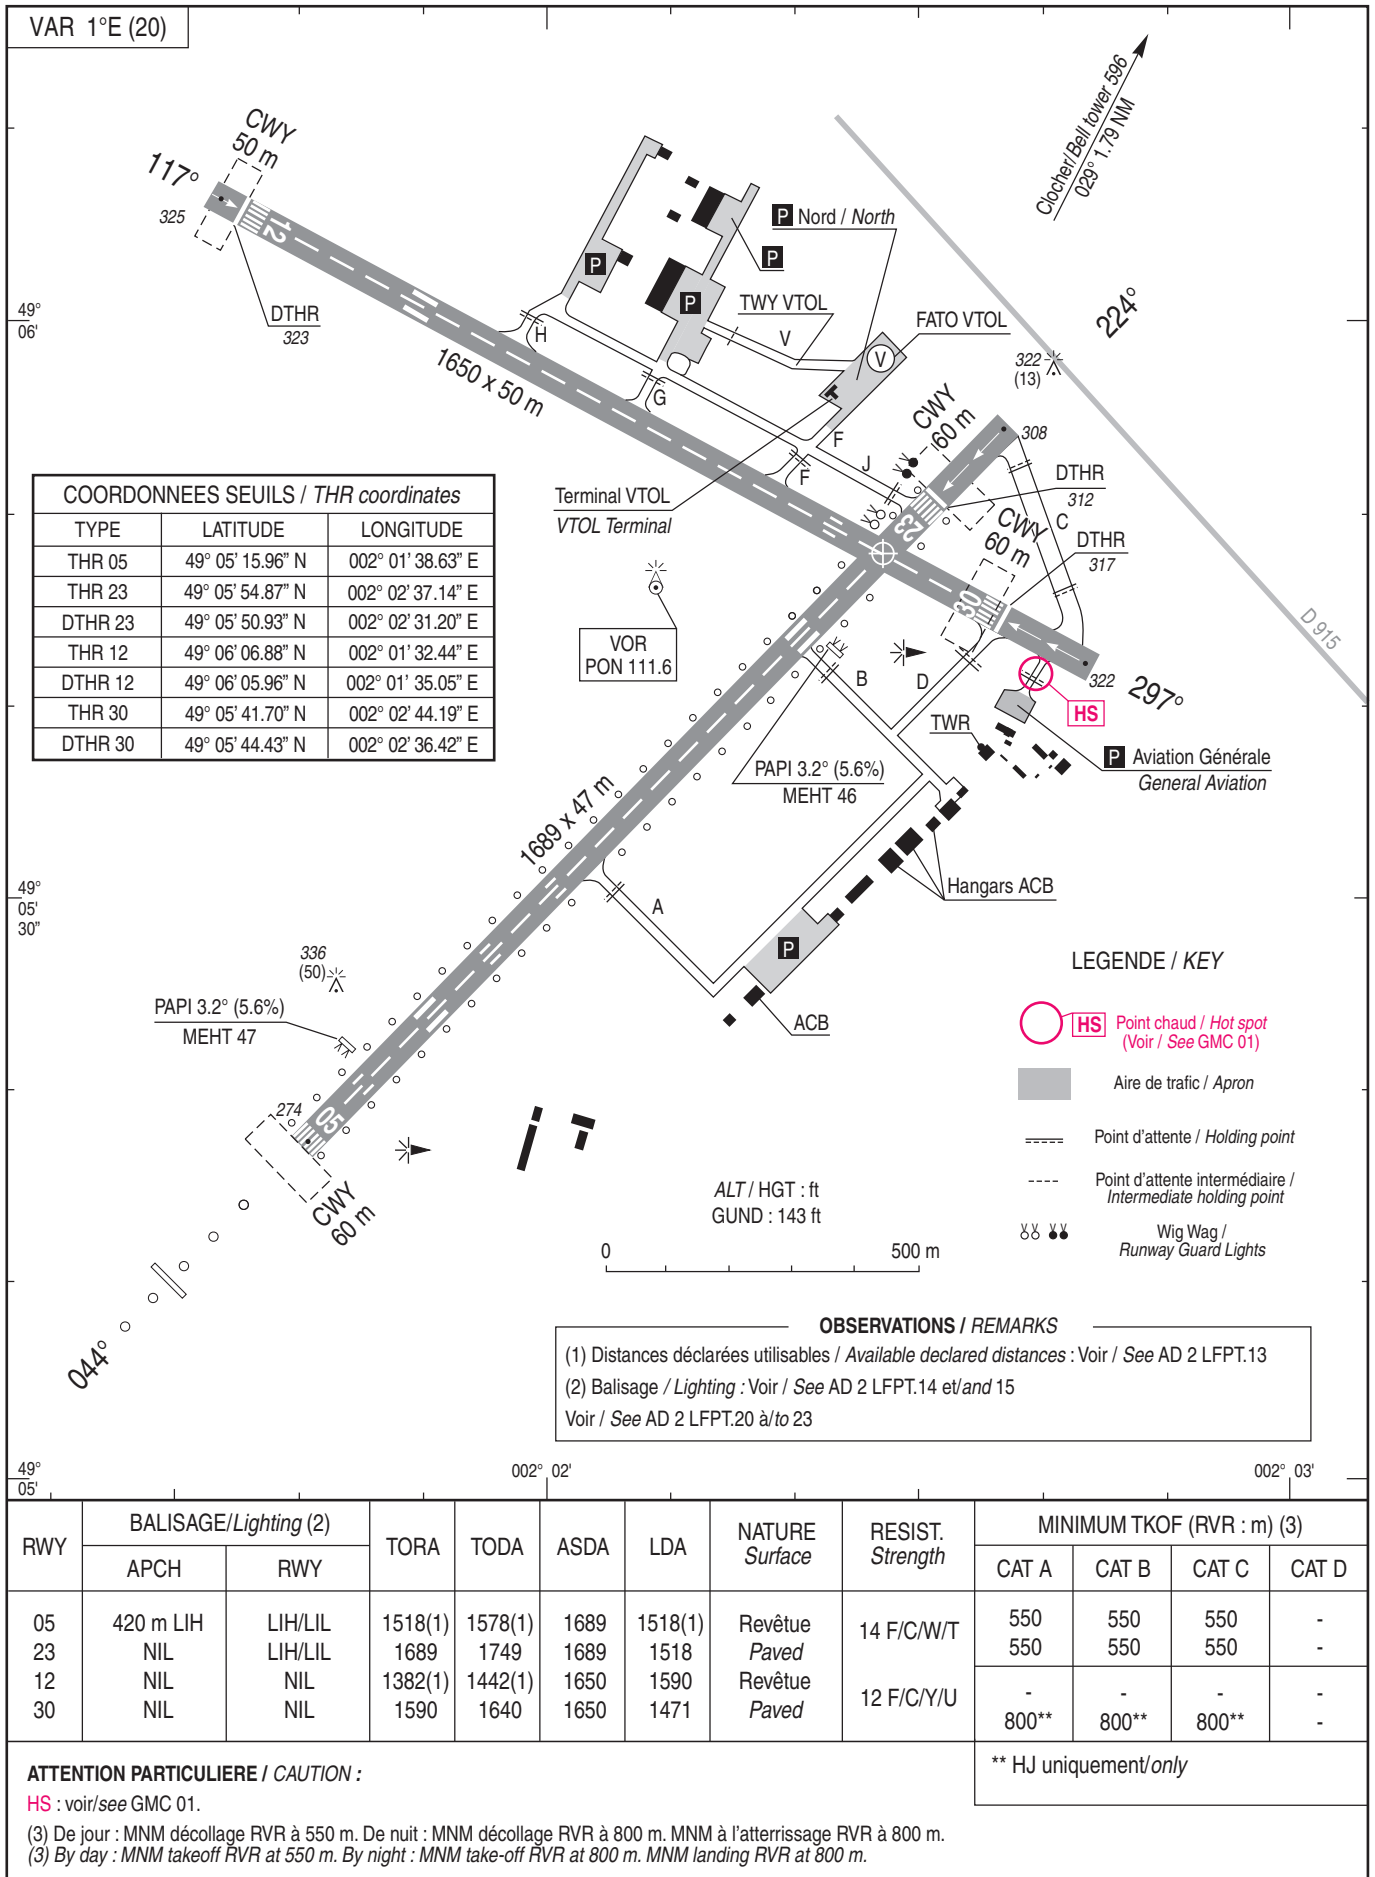 VAR 1°E (20)
Clocher/Bell tower 596
029° 1.79 NM
CWY
50 m
117°
325
12
DTHR
323
P Nord / North
P
P
P
TWY VTOL
V
FATO VTOL
V
224°
322
(13)
49°
06'
H
1650 x 50 m
G
F
F
J
CWY
60 m
308
DTHR
312
C
CWY
60 m
DTHR
317
23
30
Terminal VTOL
VTOL Terminal
COORDONNEES SEUILS / THR coordinates
TYPE LATITUDE LONGITUDE
THR 05 49° 05’ 15.96” N 002° 01’ 38.63” E
THR 23 49° 05’ 54.87” N 002° 02’ 37.14” E
DTHR 23 49° 05’ 50.93” N 002° 02’ 31.20” E
THR 12 49° 06’ 06.88” N 002° 01’ 32.44” E
DTHR 12 49° 06’ 05.96” N 002° 01’ 35.05” E
THR 30 49° 05’ 41.70” N 002° 02’ 44.19” E
DTHR 30 49° 05’ 44.43” N 002° 02’ 36.42” E
VOR
PON 111.6
D 915
B
D
322
297°
HS
TWR
P Aviation Générale
General Aviation
PAPI 3.2° (5.6%)
MEHT 46
1689 x 47 m
Hangars ACB
49°
05'
30”
A
P
ACB
336
(50)
PAPI 3.2° (5.6%)
MEHT 47
274
05
CWY
60 m
044°
LEGENDE / KEY
HS Point chaud / Hot spot
(Voir / See GMC 01)
Aire de trafic / Apron
Point d'attente / Holding point
Point d'attente intermédiaire /
Intermediate holding point
Wig Wag /
Runway Guard Lights
ALT / HGT : ft
GUND : 143 ft
0 500 m
OBSERVATIONS / REMARKS
(1) Distances déclarées utilisables / Available declared distances : Voir / See AD 2 LFPT.13
(2) Balisage / Lighting : Voir / See AD 2 LFPT.14 et/and 15
Voir / See AD 2 LFPT.20 à/to 23
49°
05'
002° 02' 002° 03'
RWY BALISAGE/Lighting (2) TORA TODA ASDA LDA NATURE RESIST. MINIMUM TKOF (RVR : m) (3)
Surface Strength
APCH RWY CAT A CAT B CAT C CAT D
05 420 m LIH LIH/LIL 1518(1) 1578(1) 1689 1518(1) Revêtue 14 F/C/W/T 550 550 550 -
23 NIL LIH/LIL 1689 1749 1689 1518 Paved 550 550 550 -
12 NIL NIL 1382(1) 1442(1) 1650 1590 Revêtue 12 F/C/Y/U - - - -
30 NIL NIL 1590 1640 1650 1471 Paved 800** 800** 800** -
** HJ uniquement/only
ATTENTION PARTICULIERE / CAUTION :
HS : voir/see GMC 01.
(3) De jour : MNM décollage RVR à 550 m. De nuit : MNM décollage RVR à 800 m. MNM à l’atterrissage RVR à 800 m.
(3) By day : MNM takeoff RVR at 550 m. By night : MNM take-off RVR at 800 m. MNM landing RVR at 800 m.